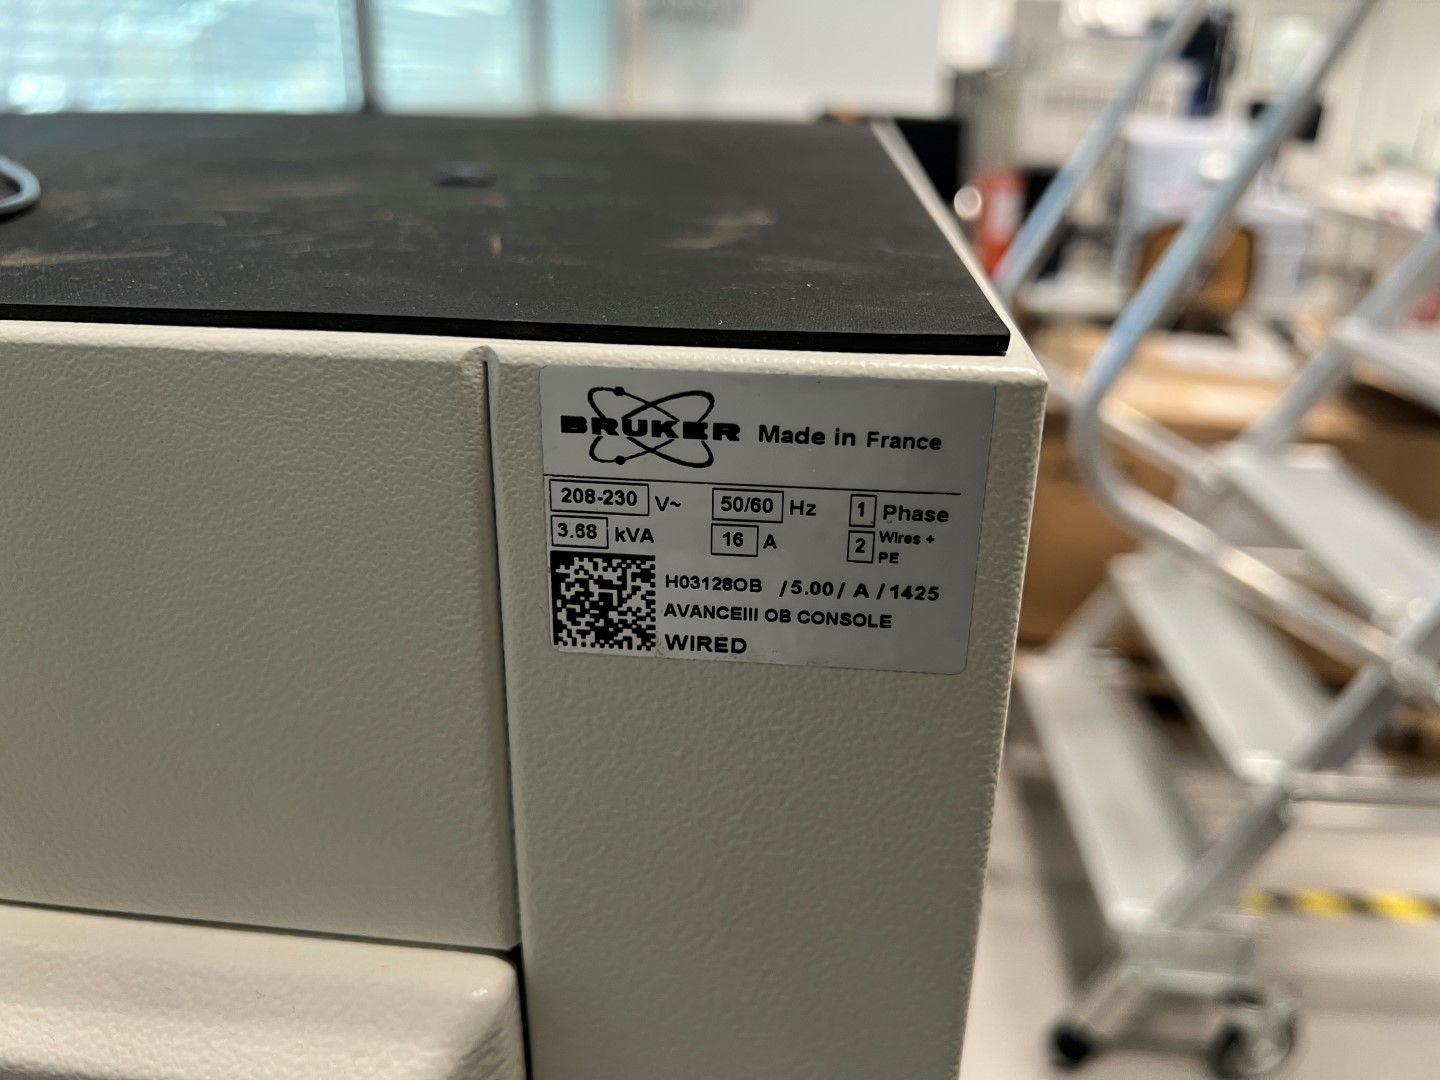 BRUKER Made in France
208-230 V~ 50/60 Hz 1 Phase
3.68 kVA 16 A 2 Wires + PE
H03128OB /5.00/ A /1425
AVANCEIII OB CONSOLE
WIRED